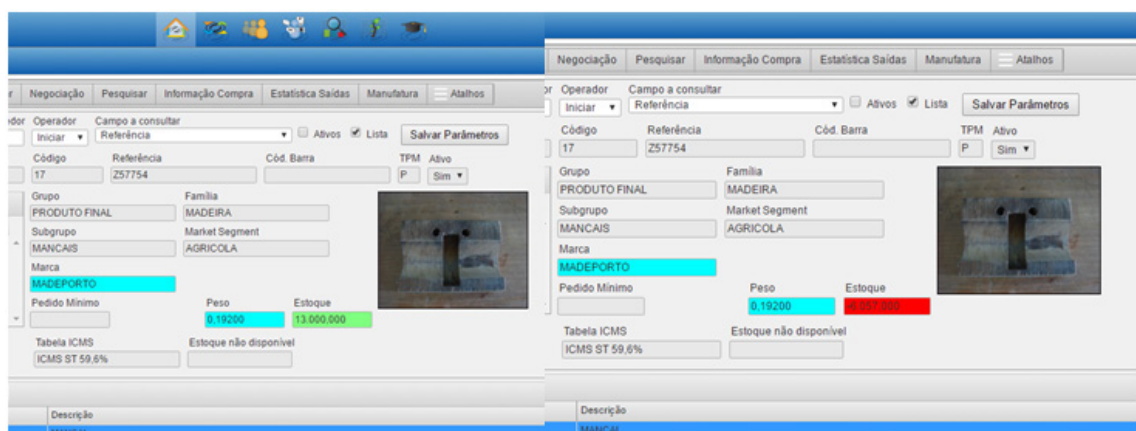 Negociação Pesquisar Informação Compra Estatística Saídas Manufatura Atalhos
Operador Campo a consultar
Iniciar Referência Ativos Lista Salvar Parâmetros
Código Referência Cód. Barra TPM Ativo
17 Z57754 P Sim
Grupo Família
PRODUTO FINAL MADEIRA
Subgrupo Market Segment
MANCAIS AGRICOLA
Marca
MADEPORTO
Pedido Mínimo Peso Estoque
0,19200 13.000,000
Tabela ICMS Estoque não disponível
ICMS ST 59,6%
Descrição
Negociação Pesquisar Informação Compra Estatística Saídas Manufatura Atalhos
Operador Campo a consultar
Iniciar Referência Ativos Lista Salvar Parâmetros
Código Referência Cód. Barra TPM Ativo
17 Z57754 P Sim
Grupo Família
PRODUTO FINAL MADEIRA
Subgrupo Market Segment
MANCAIS AGRICOLA
Marca
MADEPORTO
Pedido Mínimo Peso Estoque
0,19200 -6.057,000
Tabela ICMS Estoque não disponível
ICMS ST 59,6%
Descrição
MANCAL